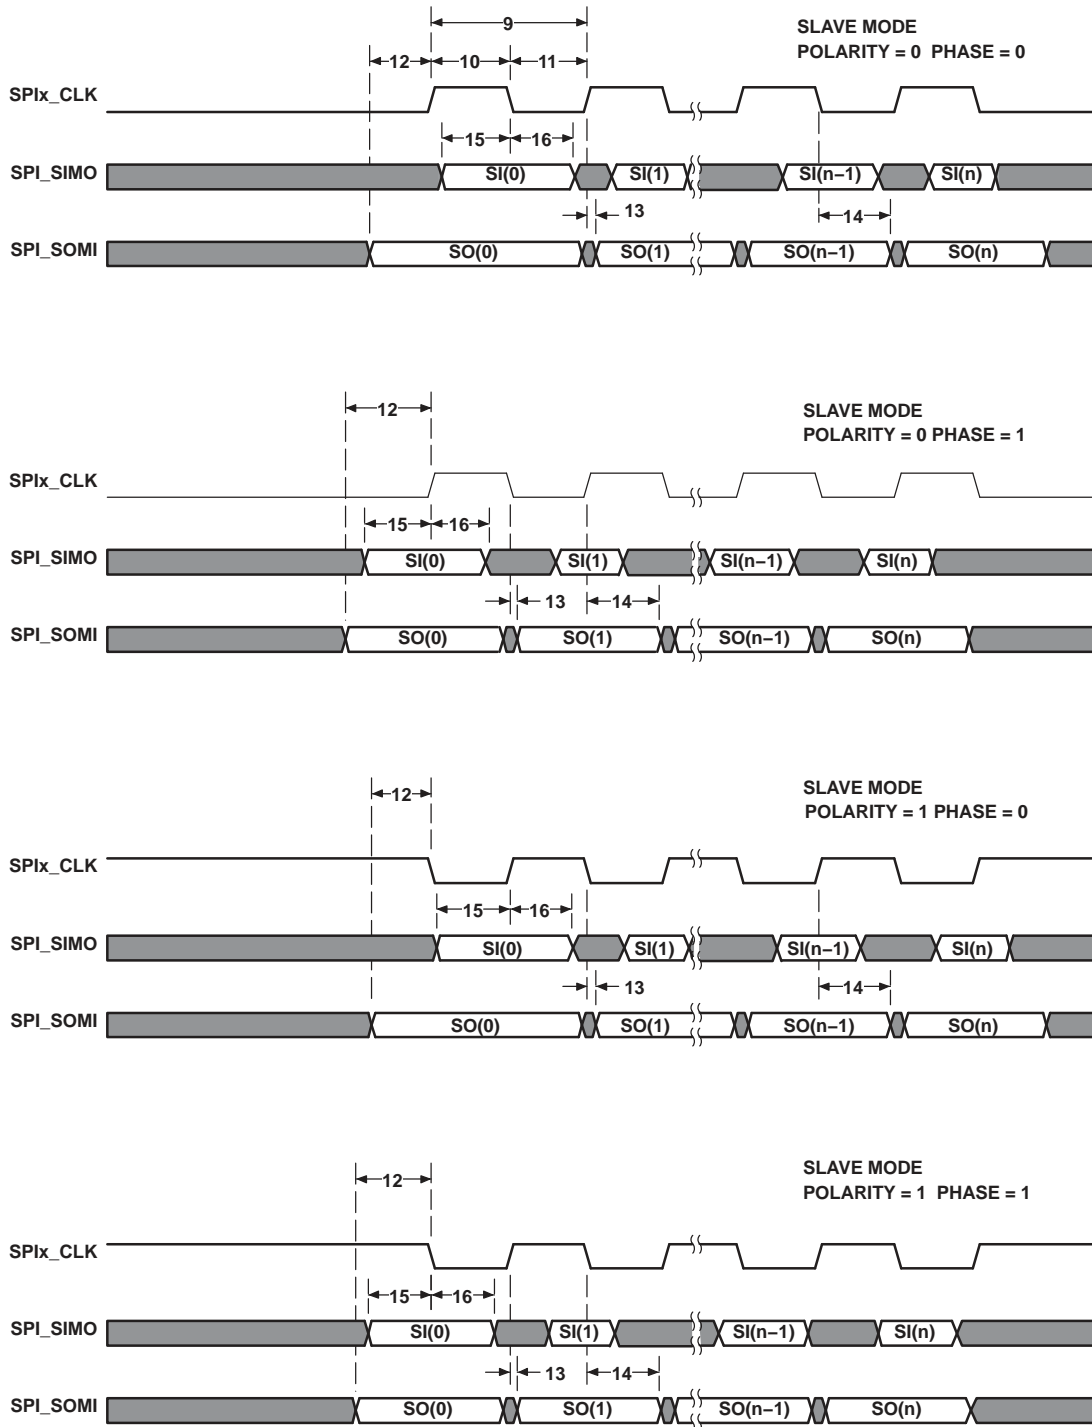 9
SLAVE MODE
12 10 11 POLARITY = 0 PHASE = 0
SPIx_CLK
15 16
SPI_SIMO SI(0) SI(1) SI(n−1) SI(n)
13 14
SPI_SOMI SO(0) SO(1) SO(n−1) SO(n)
12 SLAVE MODE
POLARITY = 0 PHASE = 1
SPIx_CLK
15 16
SPI_SIMO SI(0) SI(1) SI(n−1) SI(n)
13 14
SPI_SOMI SO(0) SO(1) SO(n−1) SO(n)
SLAVE MODE
12
POLARITY = 1 PHASE = 0
SPIx_CLK
15 16
SPI_SIMO SI(0) SI(1) SI(n−1) SI(n)
13 14
SPI_SOMI SO(0) SO(1) SO(n−1) SO(n)
SLAVE MODE
12
POLARITY = 1 PHASE = 1
SPIx_CLK
15 16
SPI_SIMO SI(0) SI(1) SI(n−1) SI(n)
13 14
SPI_SOMI SO(0) SO(1) SO(n−1) SO(n)